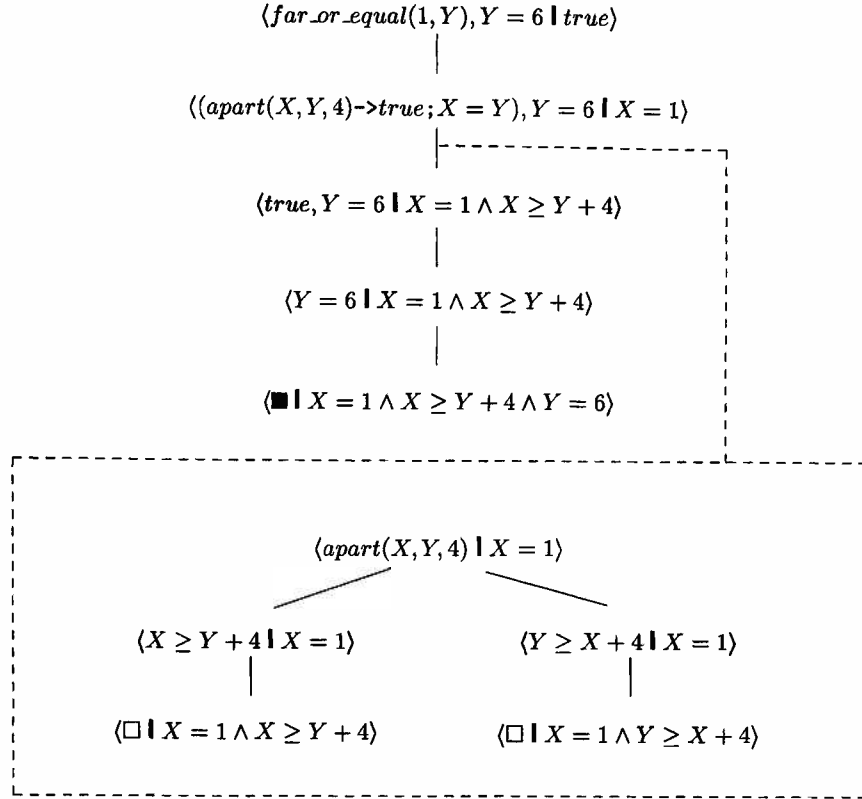 ⟨far_or_equal(1, Y), Y = 6 ❙ true⟩
⟨(apart(X, Y, 4)->true; X = Y), Y = 6 ❙ X = 1⟩
⟨true, Y = 6 ❙ X = 1 ∧ X ≥ Y + 4⟩
⟨Y = 6 ❙ X = 1 ∧ X ≥ Y + 4⟩
⟨■ ❙ X = 1 ∧ X ≥ Y + 4 ∧ Y = 6⟩
⟨apart(X, Y, 4) ❙ X = 1⟩
⟨X ≥ Y + 4 ❙ X = 1⟩ ⟨Y ≥ X + 4 ❙ X = 1⟩
⟨□ ❙ X = 1 ∧ X ≥ Y + 4⟩ ⟨□ ❙ X = 1 ∧ Y ≥ X + 4⟩